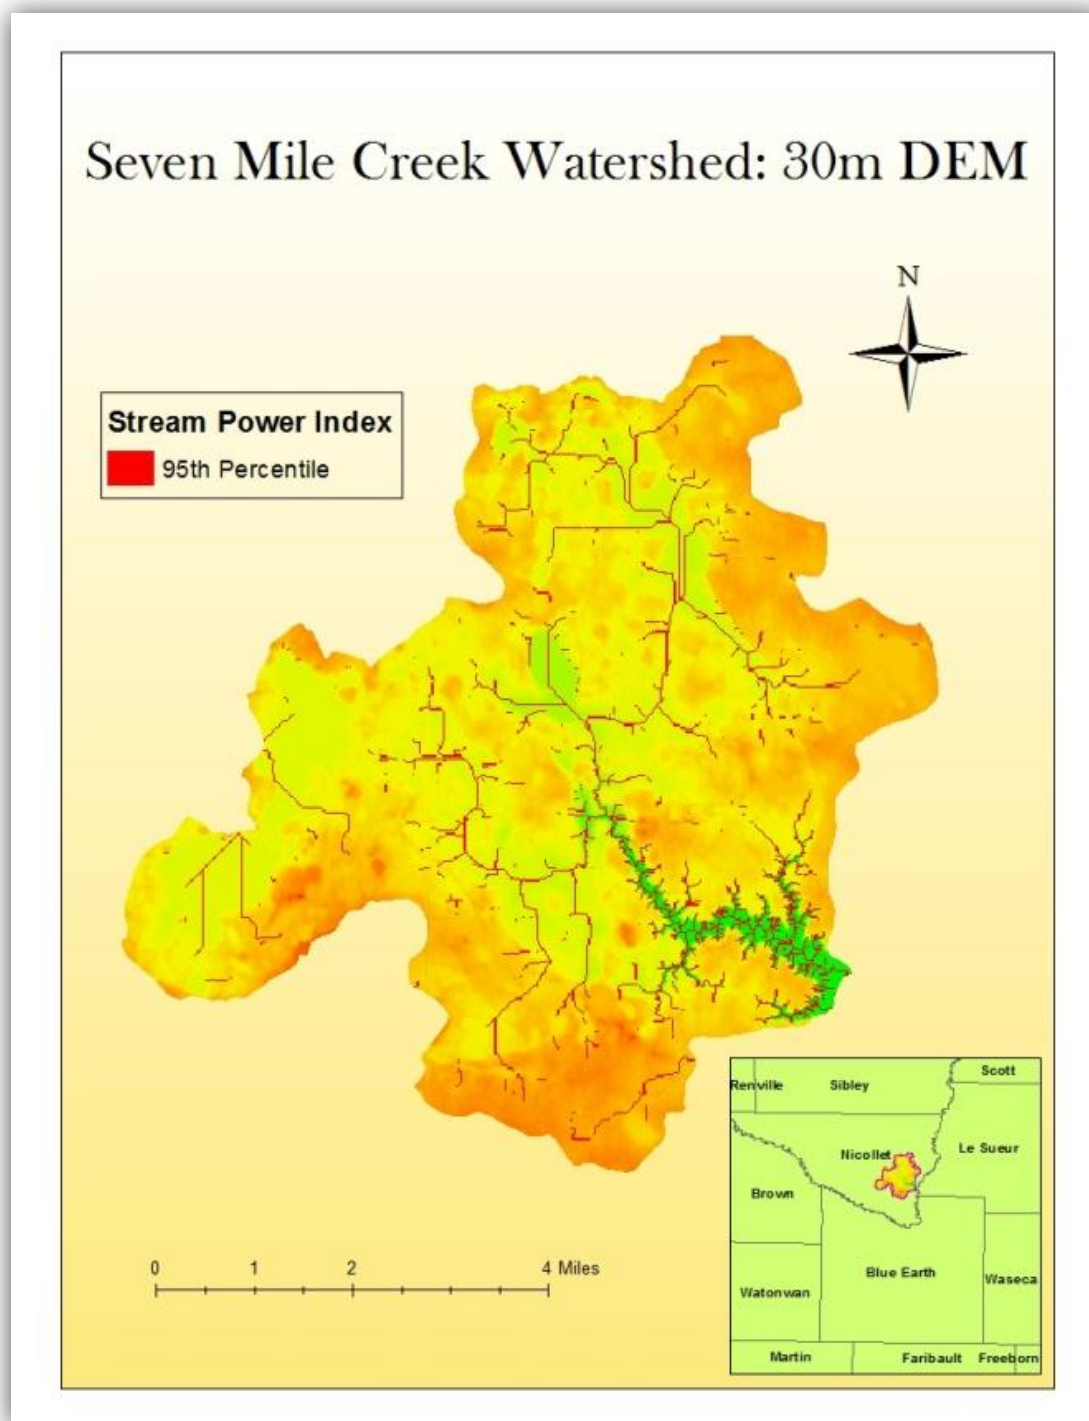 Seven Mile Creek Watershed: 30m DEM
N
Stream Power Index
95th Percentile
0 1 2 4 Miles
Scott
Renville Sibley
Nicollet Le Sueur
Brown
Blue Earth Waseca
Watonwan
Martin Faribault Freeborn